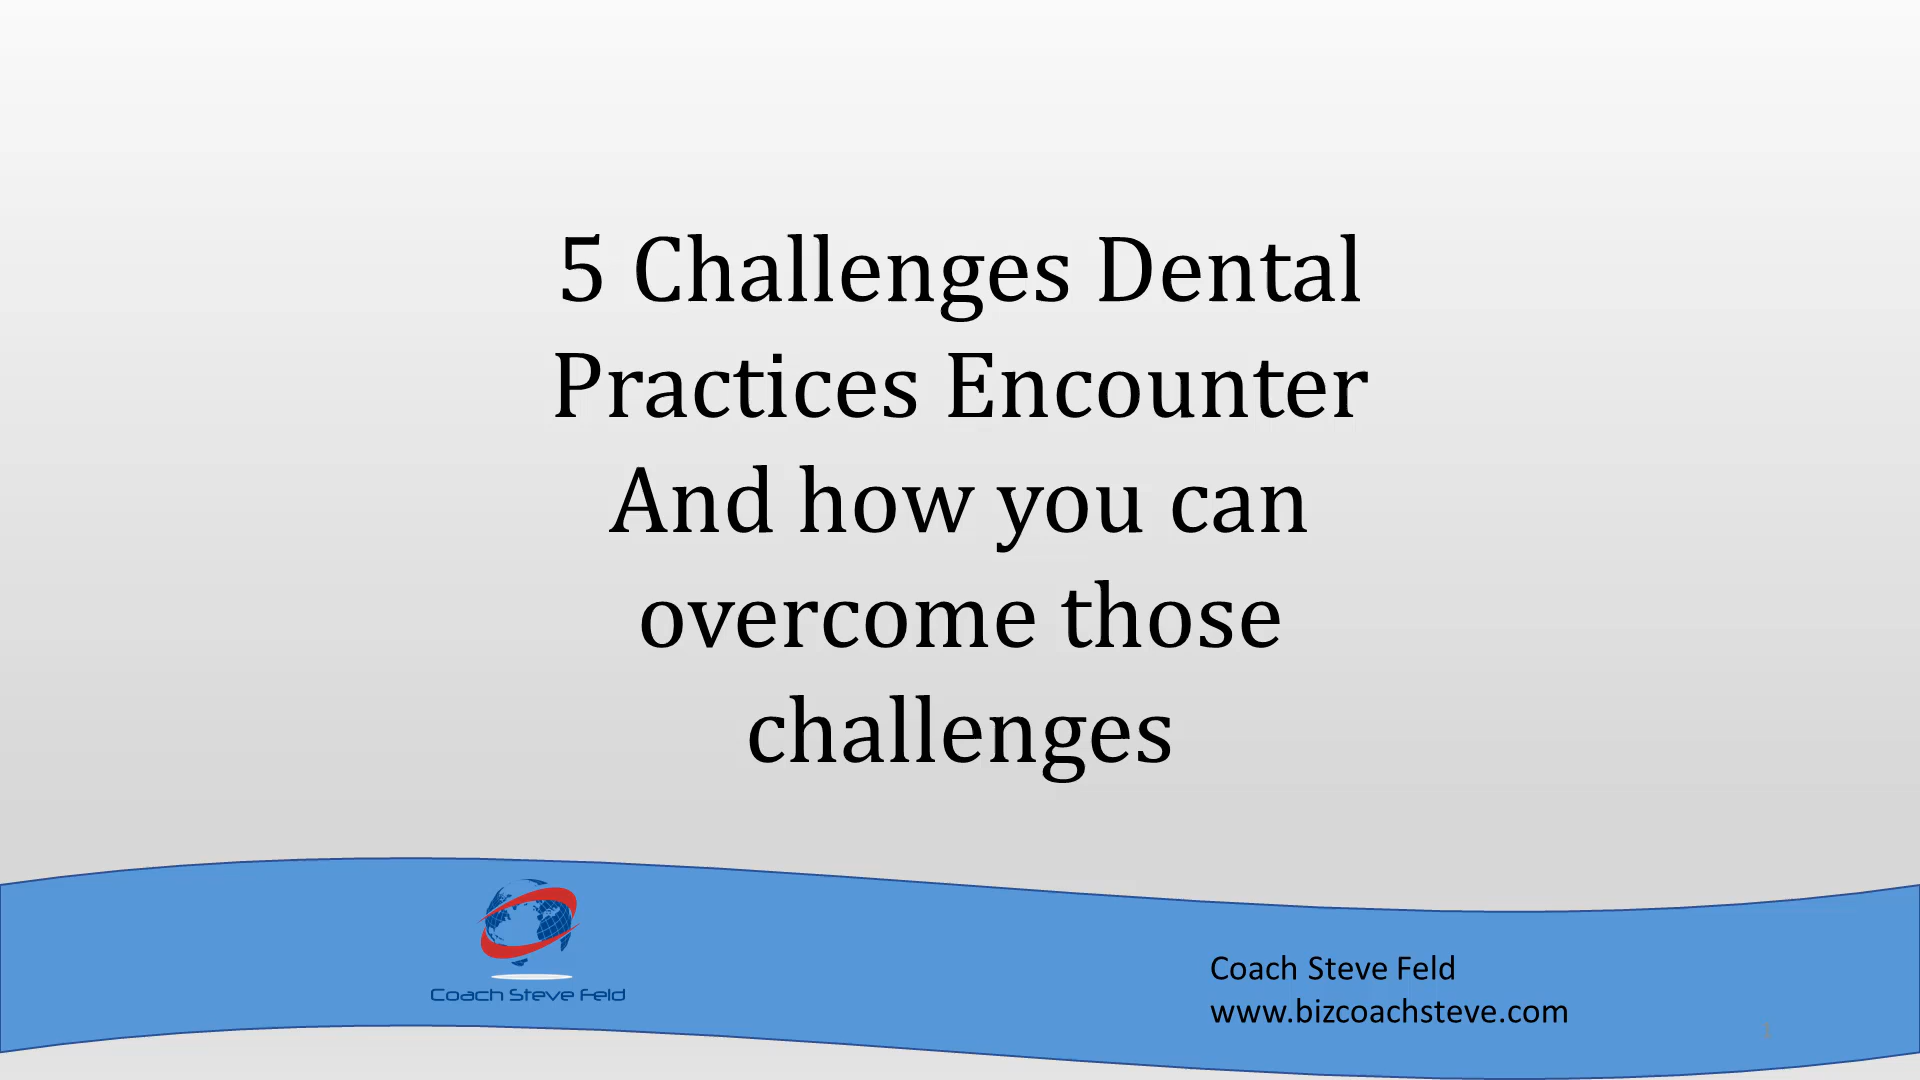 5 Challenges Dental
Practices Encounter
And how you can
overcome those
challenges
Coach Steve Feld
Coach Steve Feld
www.bizcoachsteve.com
1